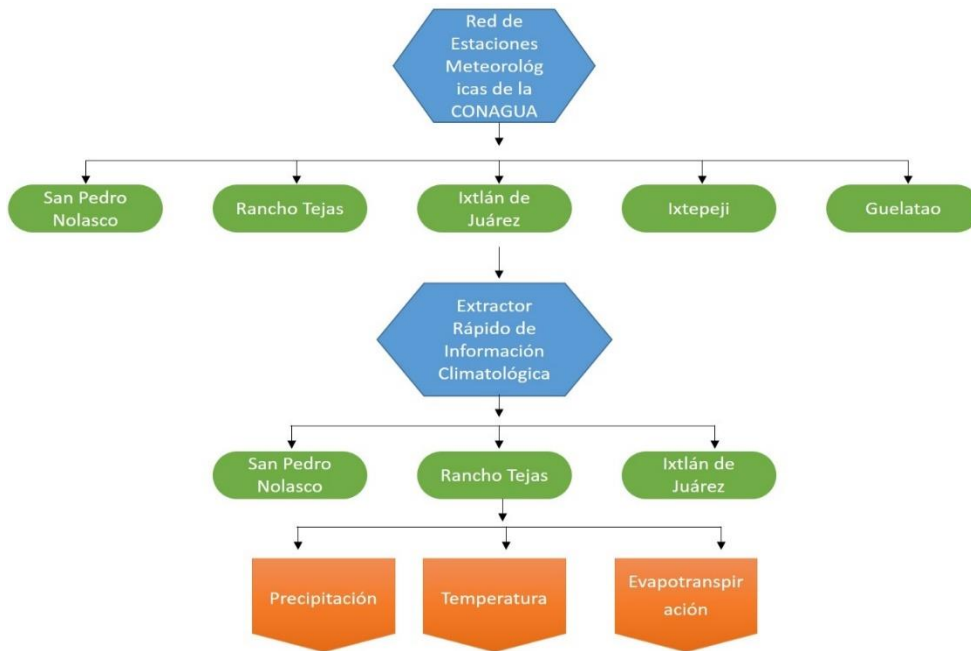 Red de
Estaciones
Meteorológ
icas de la
CONAGUA
San Pedro
Nolasco
Rancho Tejas
Ixtlán de
Juárez
Ixtepeji
Guelatao
Extractor
Rápido de
Información
Climatológica
San Pedro
Nolasco
Rancho Tejas
Ixtlán de
Juárez
Precipitación
Temperatura
Evapotranspir
ación